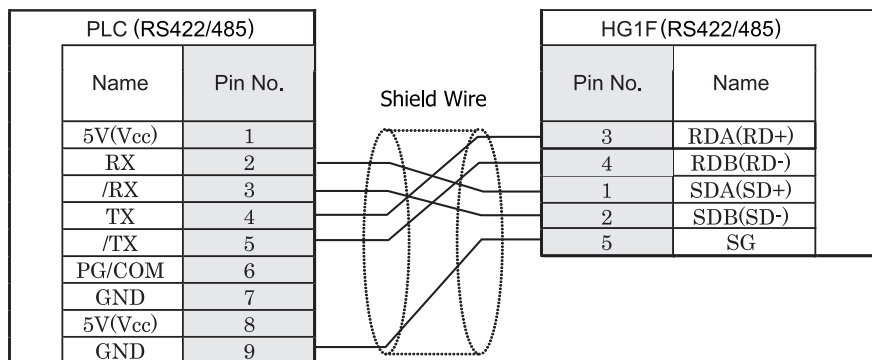 PLC (RS422/485)
Name Pin No.
5V(Vcc) 1
RX 2
/RX 3
TX 4
/TX 5
PG/COM 6
GND 7
5V(Vcc) 8
GND 9
Shield Wire
HG1F(RS422/485)
Pin No. Name
3 RDA(RD+)
4 RDB(RD-)
1 SDA(SD+)
2 SDB(SD-)
5 SG